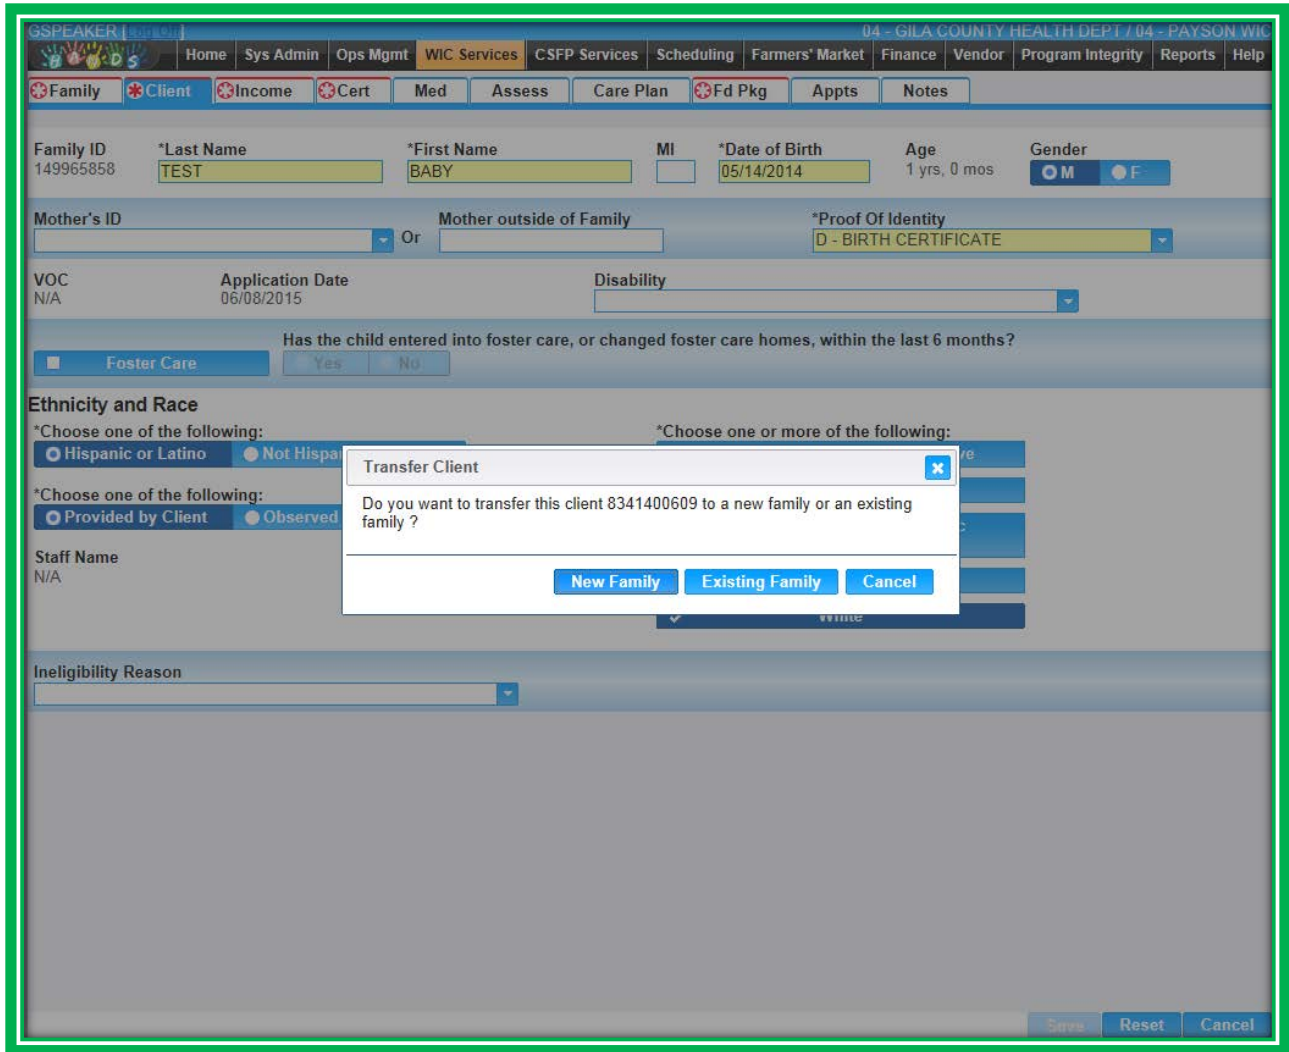 GSPEAKER [Log Off] 04 - GILA COUNTY HEALTH DEPT / 04 - PAYSON WIC
HANDS Home Sys Admin Ops Mgmt WIC Services CSFP Services Scheduling Farmers' Market Finance Vendor Program Integrity Reports Help
Family Client Income Cert Med Assess Care Plan Fd Pkg Appts Notes
Family ID *Last Name *First Name MI *Date of Birth Age Gender
149965858 TEST BABY 05/14/2014 1 yrs, 0 mos M F
Mother's ID Mother outside of Family *Proof Of Identity
Or D - BIRTH CERTIFICATE
VOC Application Date Disability
N/A 06/08/2015
Has the child entered into foster care, or changed foster care homes, within the last 6 months?
Foster Care Yes No
Ethnicity and Race
*Choose one of the following: *Choose one or more of the following:
Hispanic or Latino Not Hispa ve
Transfer Client
*Choose one of the following:
Do you want to transfer this client 8341400609 to a new family or an existing
family ?
Provided by Client Observed
Staff Name
N/A
New Family Existing Family Cancel
White
Ineligibility Reason
Save Reset Cancel